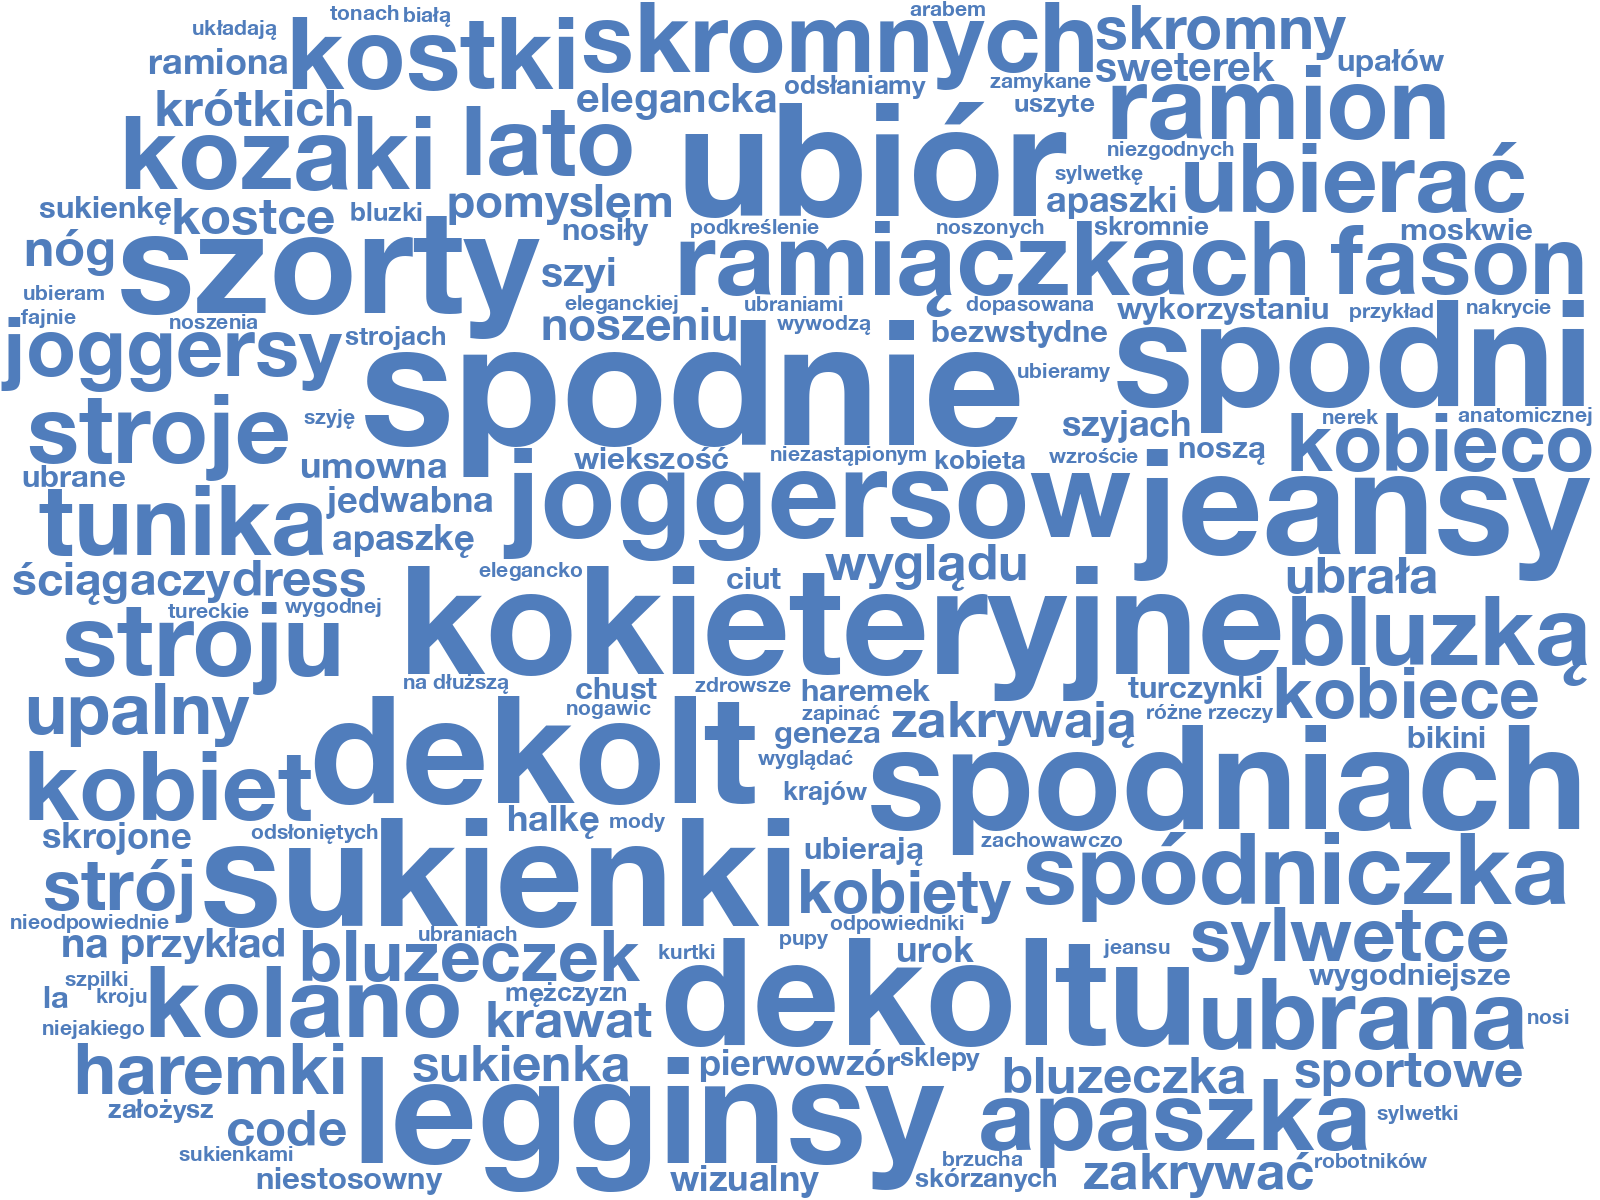 tonach białą arabem
układają kostki skromnych skromny
ramiona odsłaniamy zamykane sweterek upałów
krótkich elegancka uszyte ramion
kozaki lato ubiór niezgodnych ubierać
sylwetkę
sukienkę kostce bluzki pomyslem apaszki
nosiły podkreślenie noszonych skromnie moskwie
nóg szorty szyi ramiączkach fason
ubieram eleganckiej ubraniami dopasowana wykorzystaniu przykład nakrycie
fajnie noszenia noszeniu wywodzą
joggersy strojach bezwstydne
spodnie ubieramy spodni
stroje szyję szyjach nerek anatomicznej
kobieco
umowna wiekszość niezastąpionym kobieta wzroście noszą
ubrane
tunika jedwabna joggersow jeansy
apaszkę
ściągaczy dress elegancko ciut wyglądu ubrała
tureckie wygodnej
stroju kokieteryjne bluzką
na dłuższą chust zdrowsze haremek turczynki kobiece
upalny nogawic zapinać zakrywają różne rzeczy
geneza bikini
kobiet dekolt wyglądać krajów spodniach
halkę mody
skrojone odsłoniętych zachowawczo
ubierają
strój sukienki kobiety spódniczka
nieodpowiednie ubraniach odpowiedniki
na przykład bluzeczek kurtki pupy urok jeansu sylwetce
szpilki wygodniejsze
la kroju kolano mężczyzn dekoltu ubrana
niejakiego krawat nosi
haremki sukienka pierwowzór sklepy bluzeczka sportowe
założysz legginsy apaszka sylwetki
code
sukienkami brzucha robotników
niestosowny wizualny skórzanych zakrywać